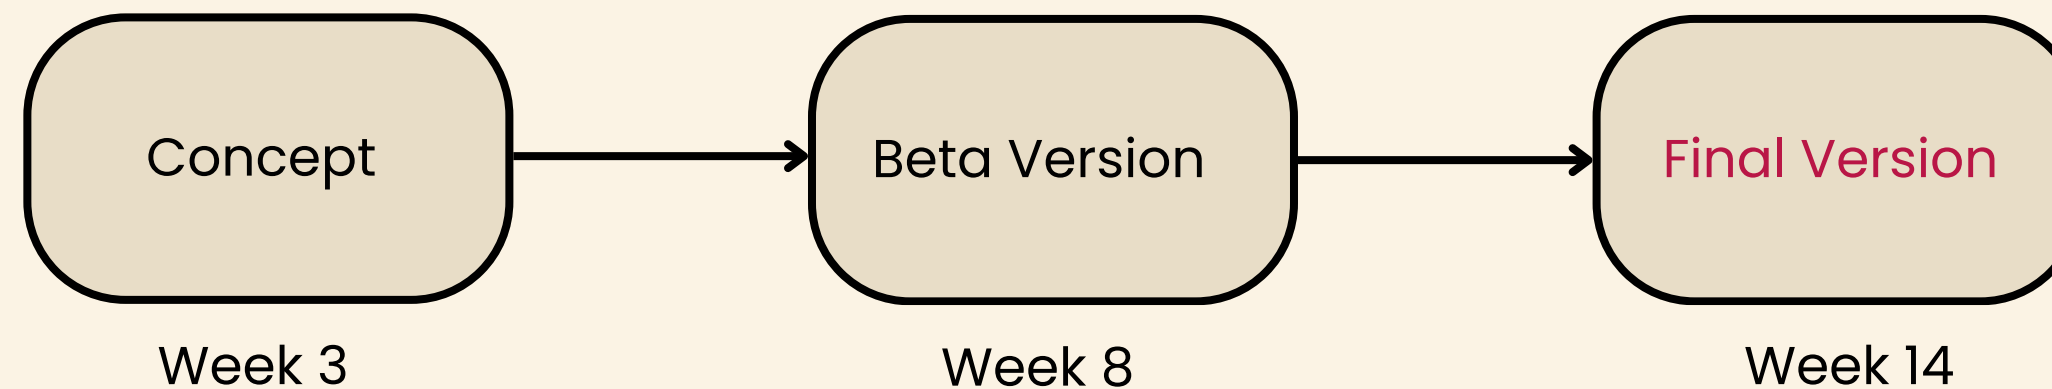 Concept
Beta Version
Final Version
Week 3
Week 8
Week 14